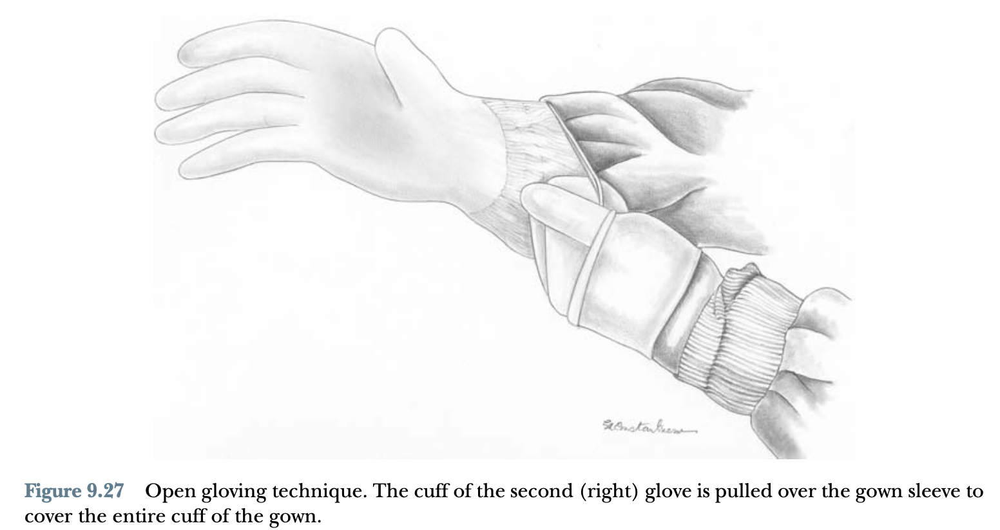 Figure 9.27 Open gloving technique. The cuff of the second (right) glove is pulled over the gown sleeve to
cover the entire cuff of the gown.